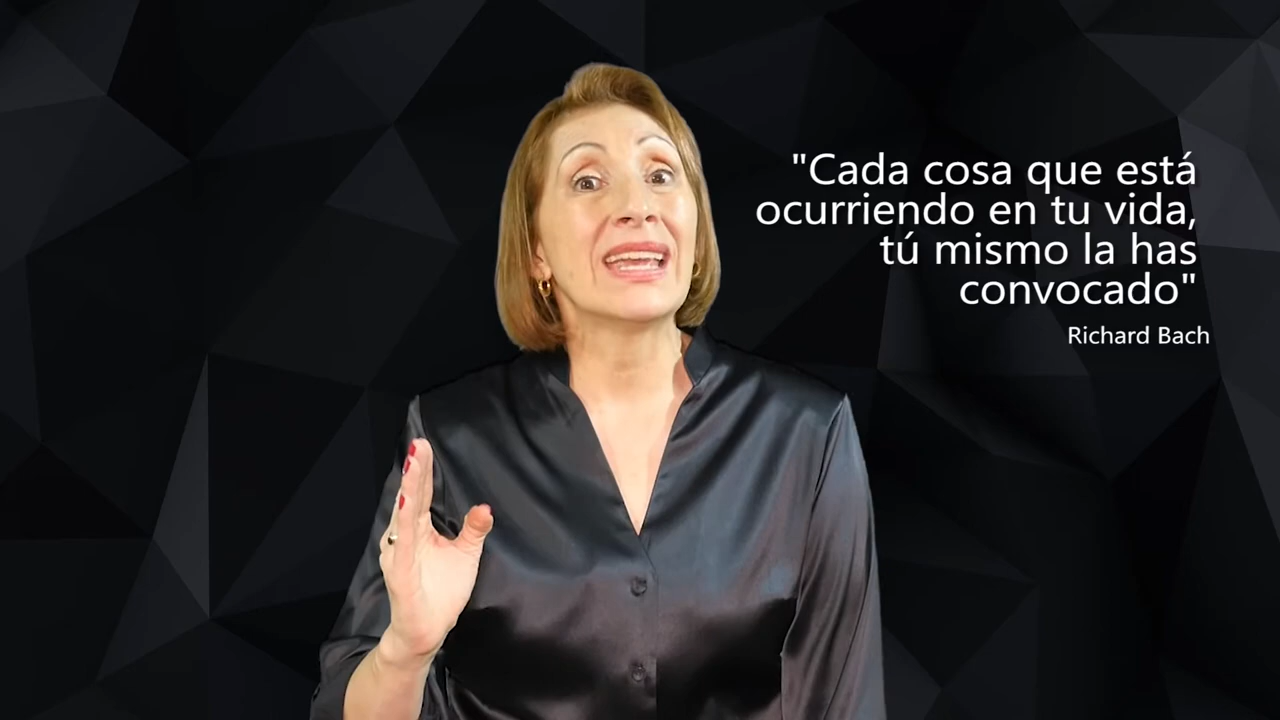 "Cada cosa que está
ocurriendo en tu vida,
tú mismo la has
convocado"
Richard Bach